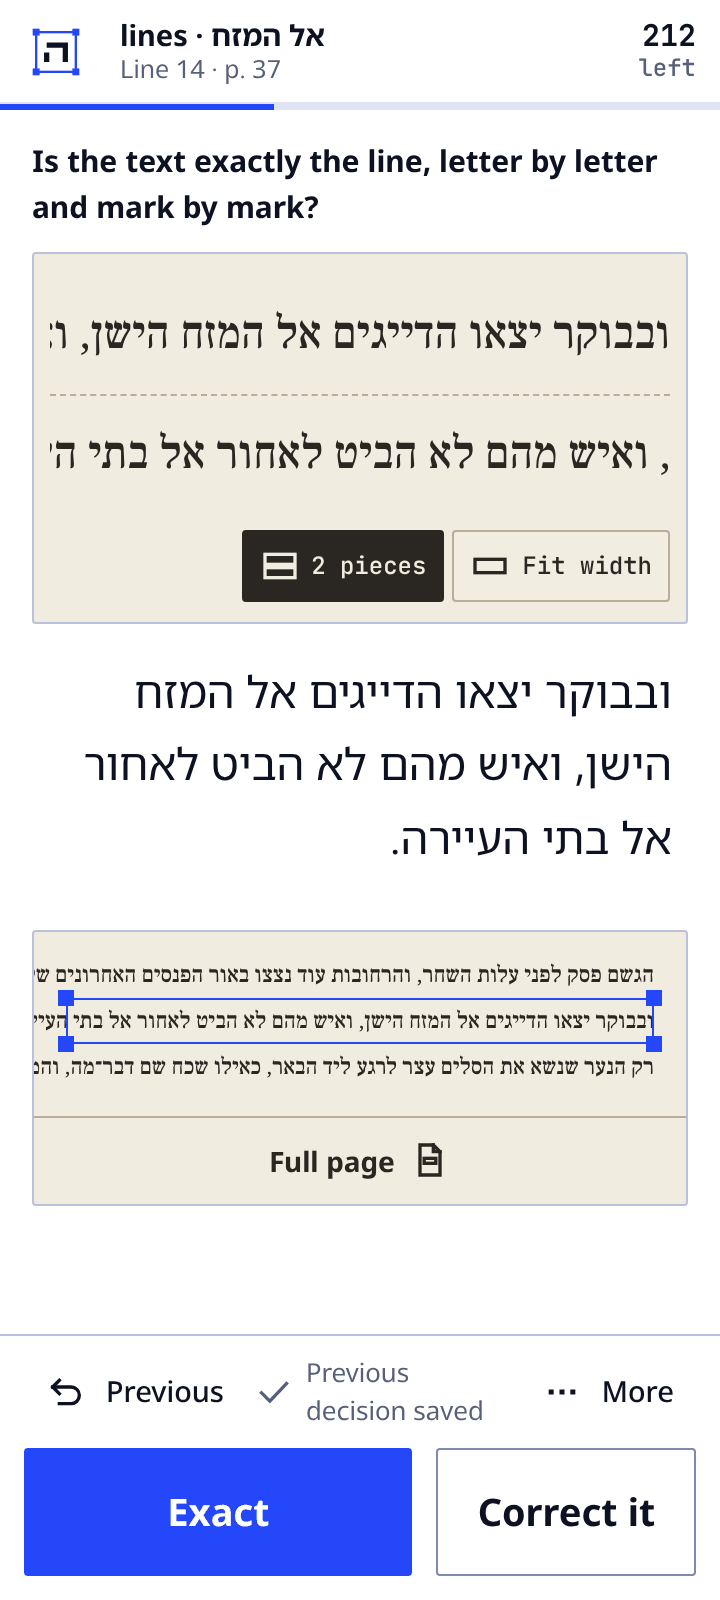 ה
lines · אל המזח
Line 14 · p. 37
212
left
Is the text exactly the line, letter by letter
and mark by mark?
ובבוקר יצאו הדייגים אל המזח הישן,
, ואיש מהם לא הביט לאחור אל בתי
2 pieces
Fit width
ובבוקר יצאו הדייגים אל המזח
הישן, ואיש מהם לא הביט לאחור
אל בתי העיירה.
הגשם פסק לפני עלות השחר, והרחובות עוד נצצו באור הפנסים האחרונים
ובבוקר יצאו הדייגים אל המזח הישן, ואיש מהם לא הביט לאחור אל בתי
רק הנער שנשא את הסלים עצר לרגע ליד הבאר, כאילו שכח שם דבר־מה,
Full page
Previous
Previous
decision saved
More
Exact
Correct it